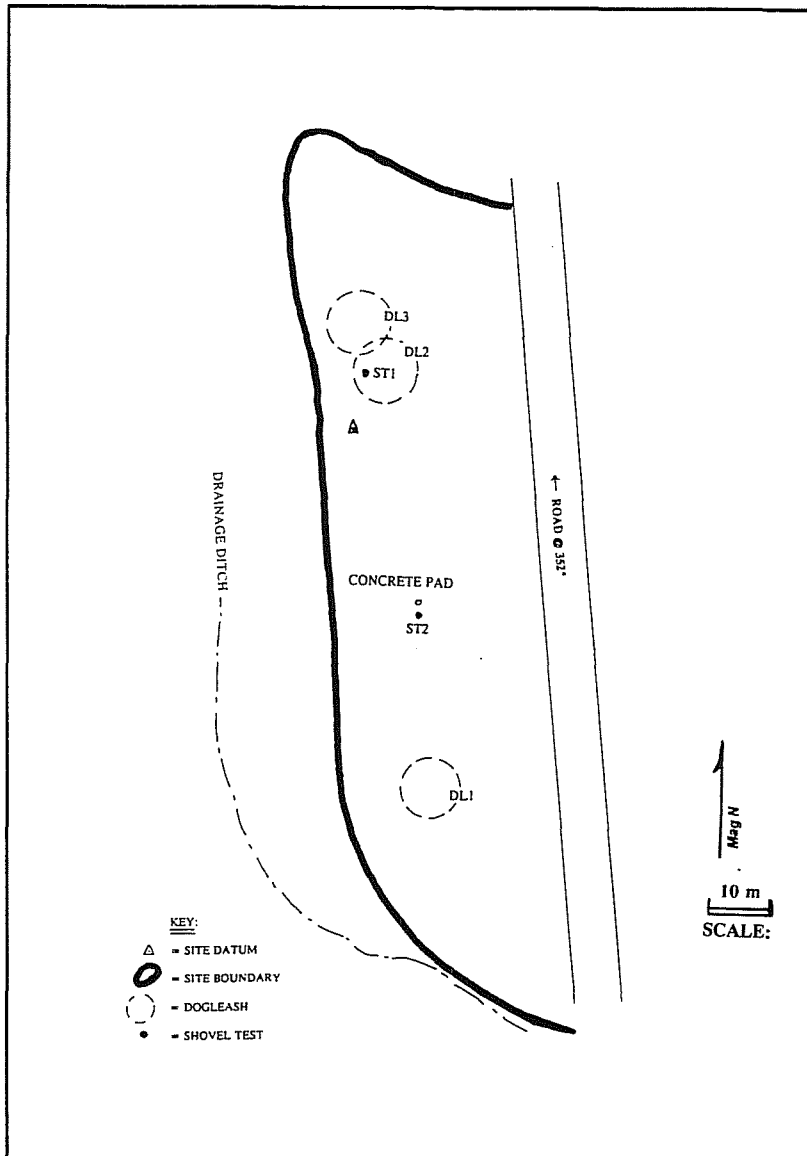 DL3
DL2
ST1
DRAINAGE DITCH
← ROAD @ 352°
CONCRETE PAD
ST2
DL1
Mag N
10 m
SCALE:
KEY:
= SITE DATUM
= SITE BOUNDARY
= DOGLEASH
= SHOVEL TEST